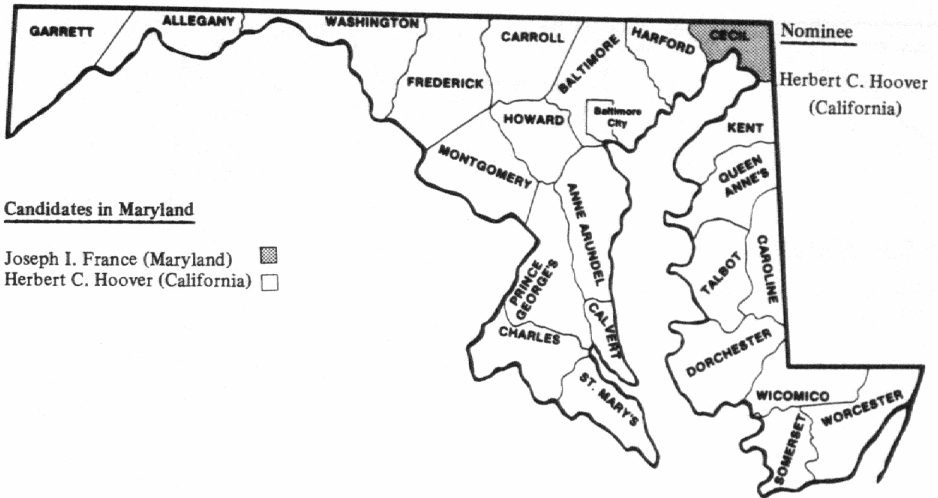 GARRETT
ALLEGANY
WASHINGTON
FREDERICK
CARROLL
BALTIMORE
HARFORD
CECIL
Nominee
Herbert C. Hoover
(California)
Baltimore
City
HOWARD
MONTGOMERY
KENT
QUEEN
ANNE'S
ANNE ARUNDEL
PRINCE
GEORGE'S
TALBOT
CAROLINE
CALVERT
CHARLES
ST. MARY'S
DORCHESTER
WICOMICO
WORCESTER
SOMERSET
Candidates in Maryland
Joseph I. France (Maryland)
Herbert C. Hoover (California)